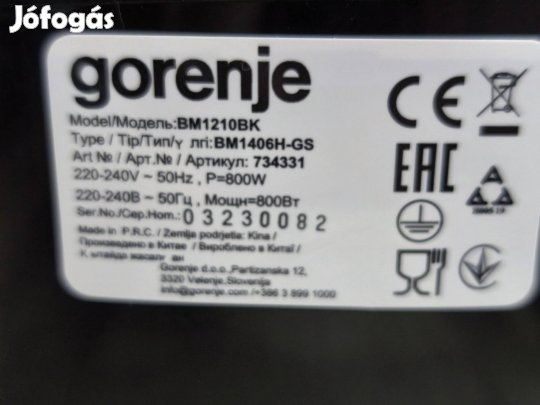 Jófogás
gorenje
Model/Модель:BM1210BK
Type / Tip/Тип/ү лгі:BM1406H-GS
Art № / Арт.№ / Артикул: 734331
220-240V ~ 50Hz , P=800W
220-240В ~ 50Гц , Мощн=800Вт
Ser.No./Сер.Ном.:03230082
Made in P.R.C./ Zemlja podrjetla: Kina/
Произведено в Китае / Вироблено в Китаї/
Gorenje d.o.o.,Partizanska 12,
3320 Velenje,Slovenija
info@gorenje.com /+386 3 899 1000
CE
EAC